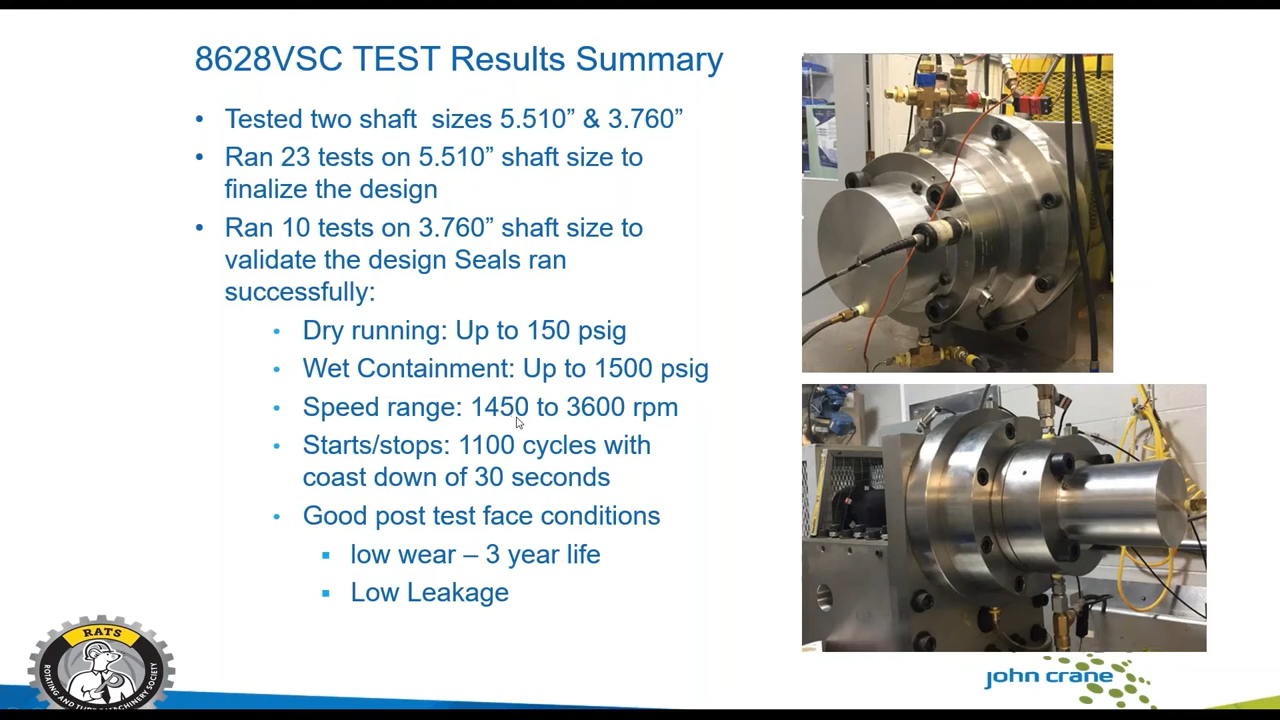 8628VSC TEST Results Summary
• Tested two shaft sizes 5.510” & 3.760”
• Ran 23 tests on 5.510” shaft size to
finalize the design
• Ran 10 tests on 3.760” shaft size to
validate the design Seals ran
successfully:
• Dry running: Up to 150 psig
• Wet Containment: Up to 1500 psig
• Speed range: 1450 to 3600 rpm
• Starts/stops: 1100 cycles with
coast down of 30 seconds
• Good post test face conditions
▪ low wear – 3 year life
▪ Low Leakage
RATS
ROTATING AND TURBOMACHINERY SOCIETY
john crane